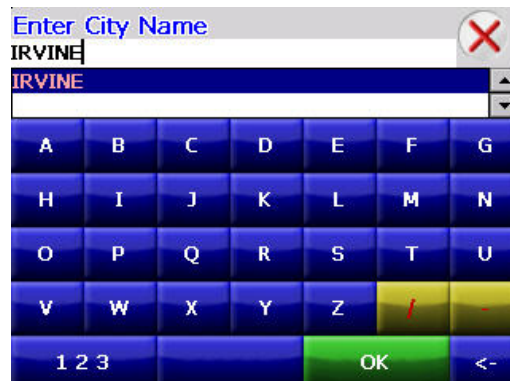 Enter City Name
IRVINE
IRVINE
A B C D E F G
H I J K L M N
O P Q R S T U
V W X Y Z / -
1 2 3 OK <-